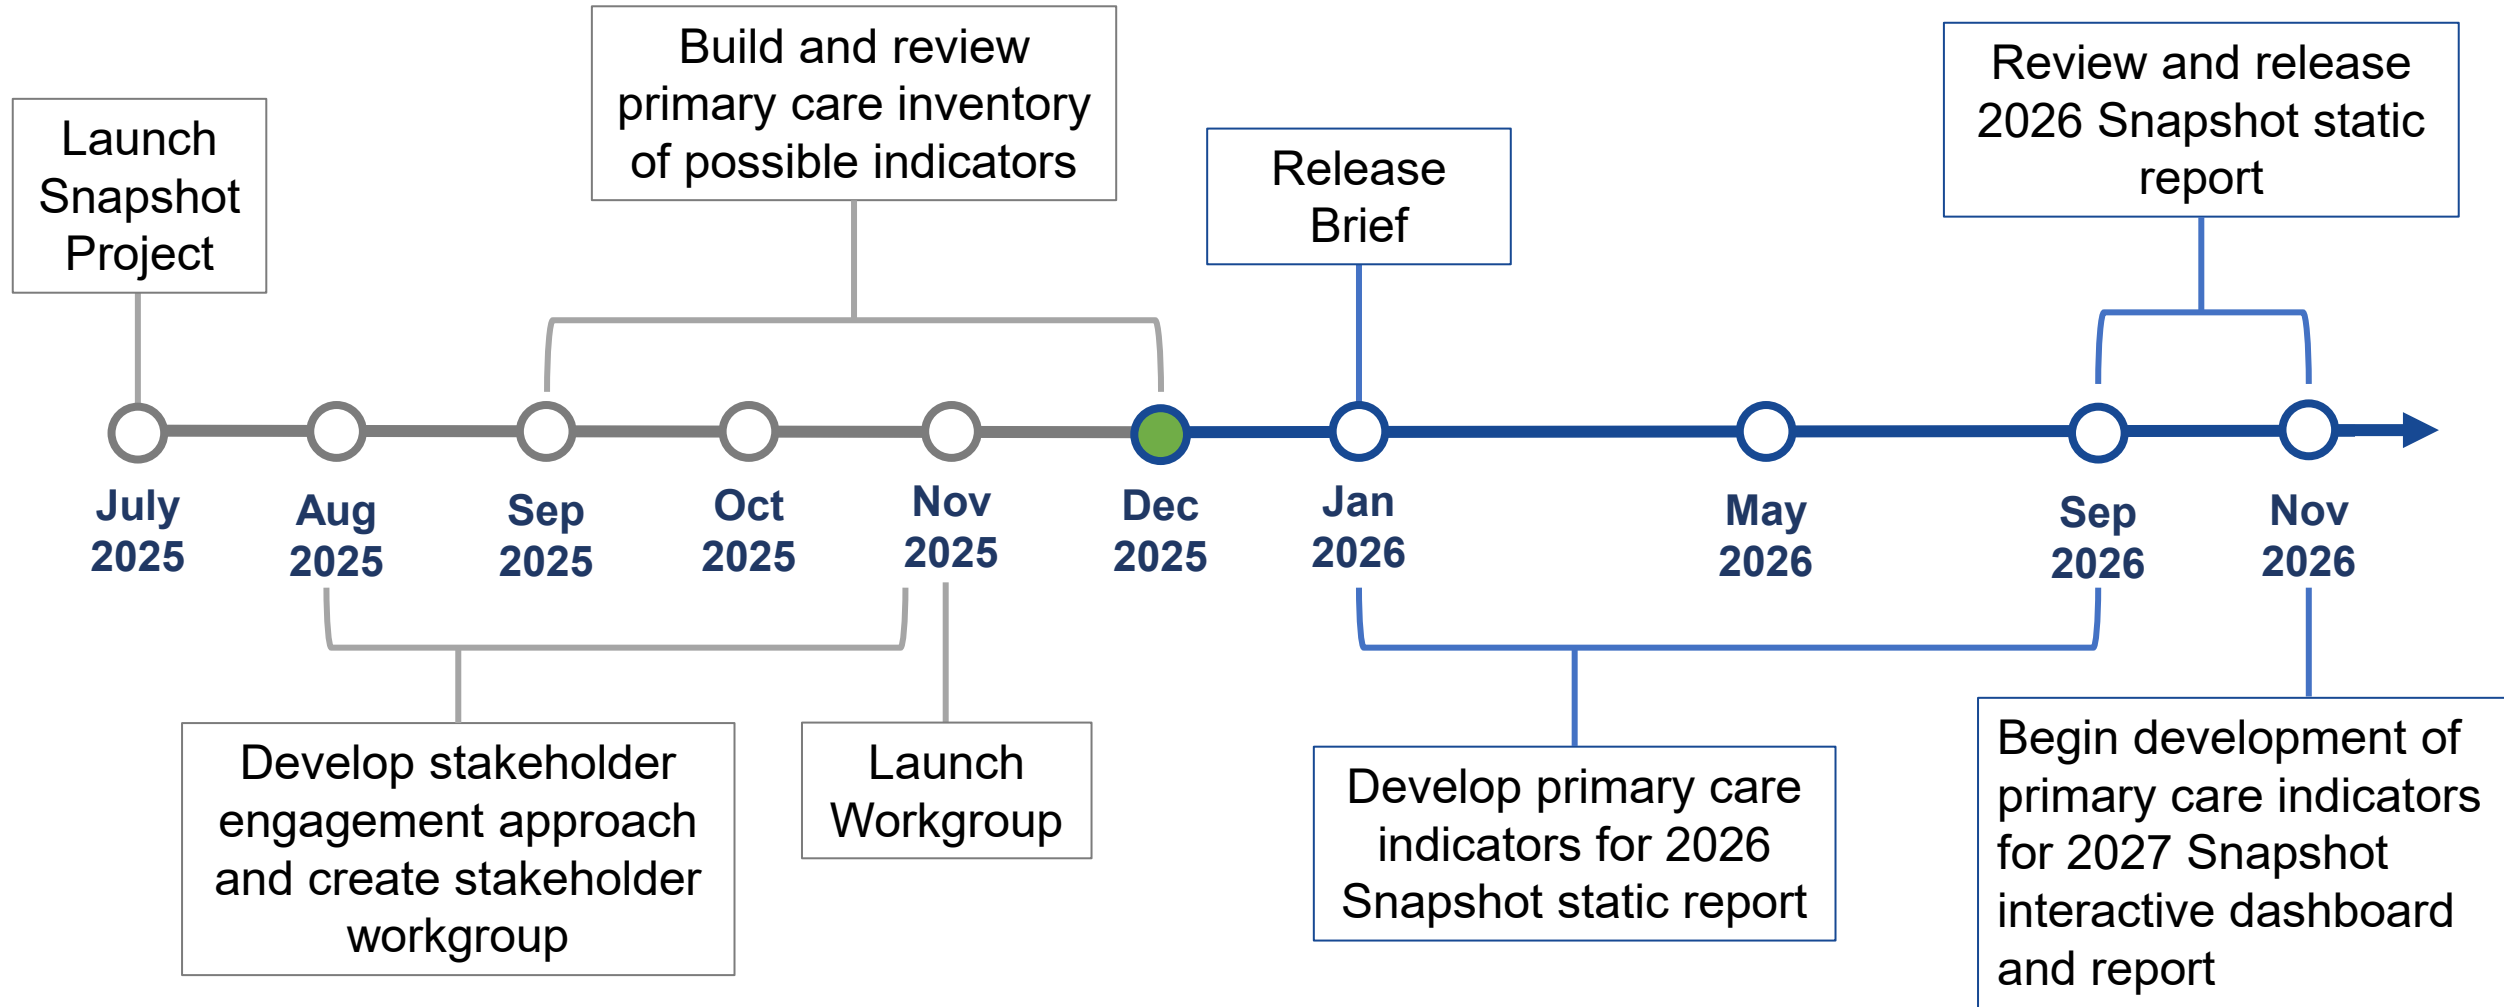 Launch
Snapshot
Project
Build and review
primary care inventory
of possible indicators
Release
Brief
Review and release
2026 Snapshot static
report
July
2025
Aug
2025
Sep
2025
Oct
2025
Nov
2025
Dec
2025
Jan
2026
May
2026
Sep
2026
Nov
2026
Develop stakeholder
engagement approach
and create stakeholder
workgroup
Launch
Workgroup
Develop primary care
indicators for 2026
Snapshot static report
Begin development of
primary care indicators
for 2027 Snapshot
interactive dashboard
and report